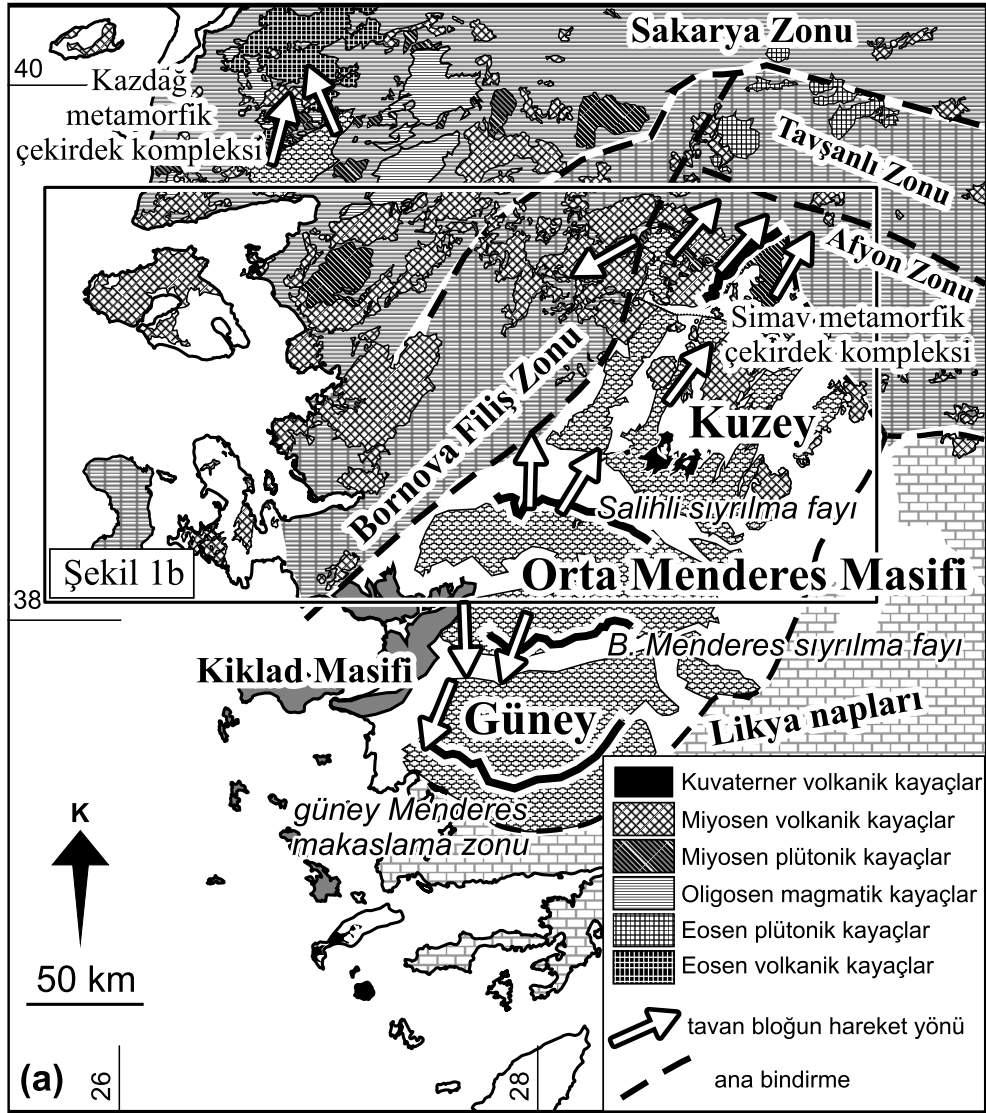 Sakarya Zonu
40
Kazdağ
metamorfik
çekirdek kompleksi
Tavşanlı Zonu
Afyon Zonu
Simav metamorfik
çekirdek kompleksi
Bornova Filiş Zonu
Kuzey
Salihli sıyrılma fayı
Şekil 1b
Orta Menderes Masifi
38
B. Menderes sıyrılma fayı
Kiklad Masifi
Güney
Likya napları
güney Menderes
makaslama zonu
K
50 km
Kuvaterner volkanik kayaçlar
Miyosen volkanik kayaçlar
Miyosen plütonik kayaçlar
Oligosen magmatik kayaçlar
Eosen plütonik kayaçlar
Eosen volkanik kayaçlar
tavan bloğun hareket yönü
ana bindirme
(a)
26
28